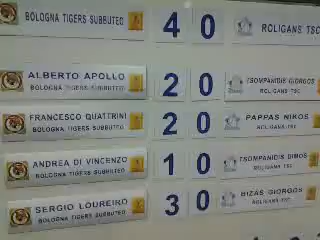 BOLOGNA TIGERS SUBBUTEO 4 0 ROLIGANS TSC
ALBERTO APOLLO 2 0 TSOMPANIDIS GIORGOS
BOLOGNA TIGERS SUBBUTEO ROLIGANS TSC
FRANCESCO QUATTRINI 2 0 PAPPAS NIKOS
BOLOGNA TIGERS SUBBUTEO ROLIGANS TSC
ANDREA DI VINCENZO 1 0 TSOMPANIDIS DIMOS
BOLOGNA TIGERS SUBBUTEO ROLIGANS TSC
SERGIO LOUREIRO 3 0 BIZAS GIORGOS
BOLOGNA TIGERS SUBBUTEO ROLIGANS TSC